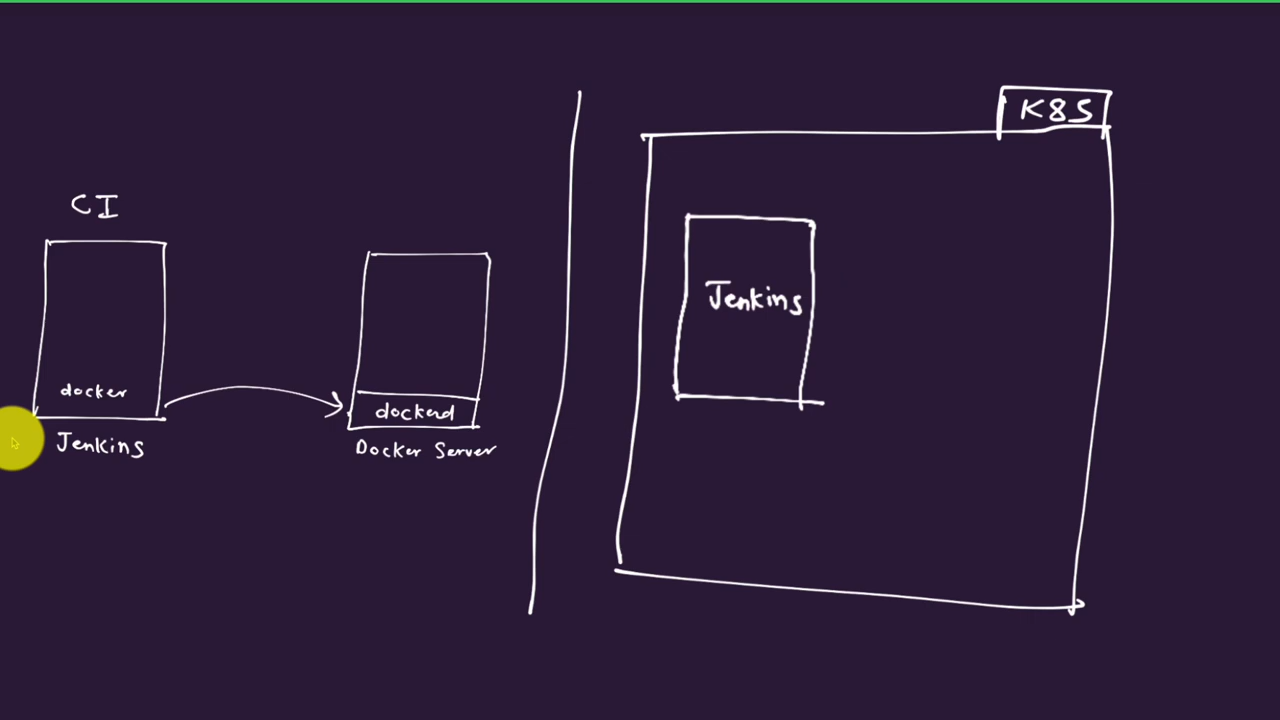 CI
docker
Jenkins
dockerd
Docker Server
K8S
Jenkins